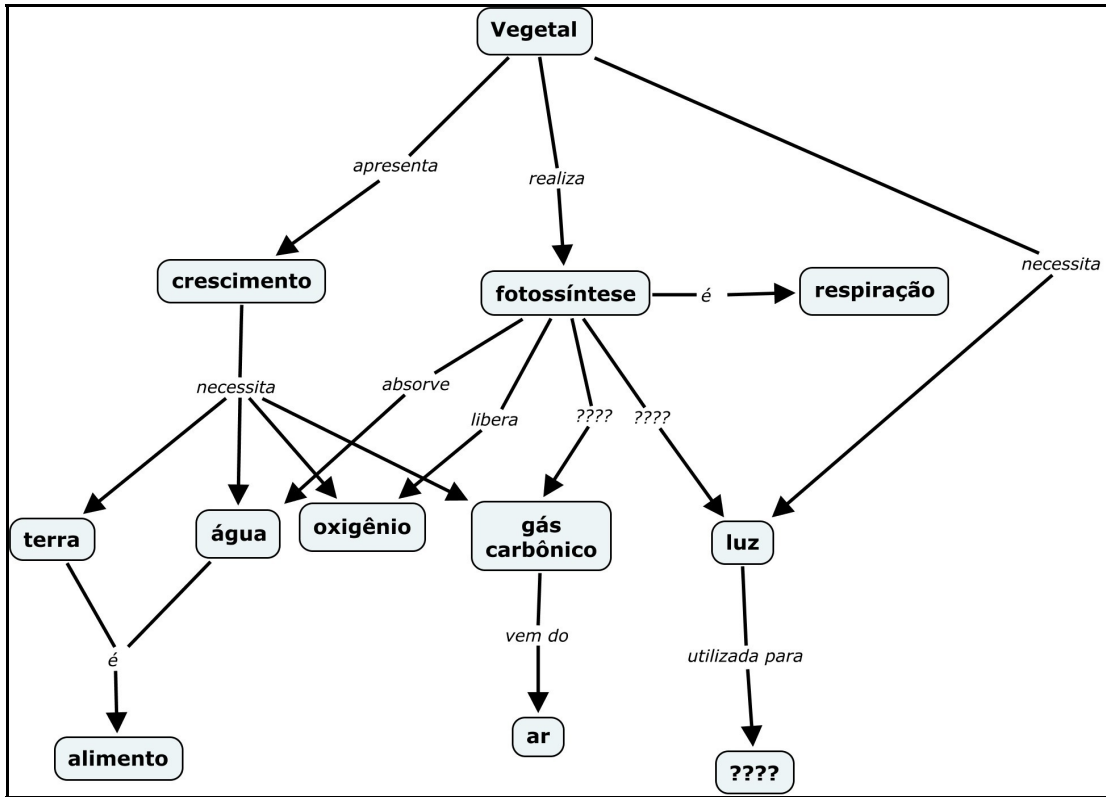 Vegetal
apresenta
realiza
necessita
crescimento
fotossíntese
é
respiração
necessita
absorve
libera
????
????
terra
água
oxigênio
gás
carbônico
luz
é
vem do
utilizada para
alimento
ar
????